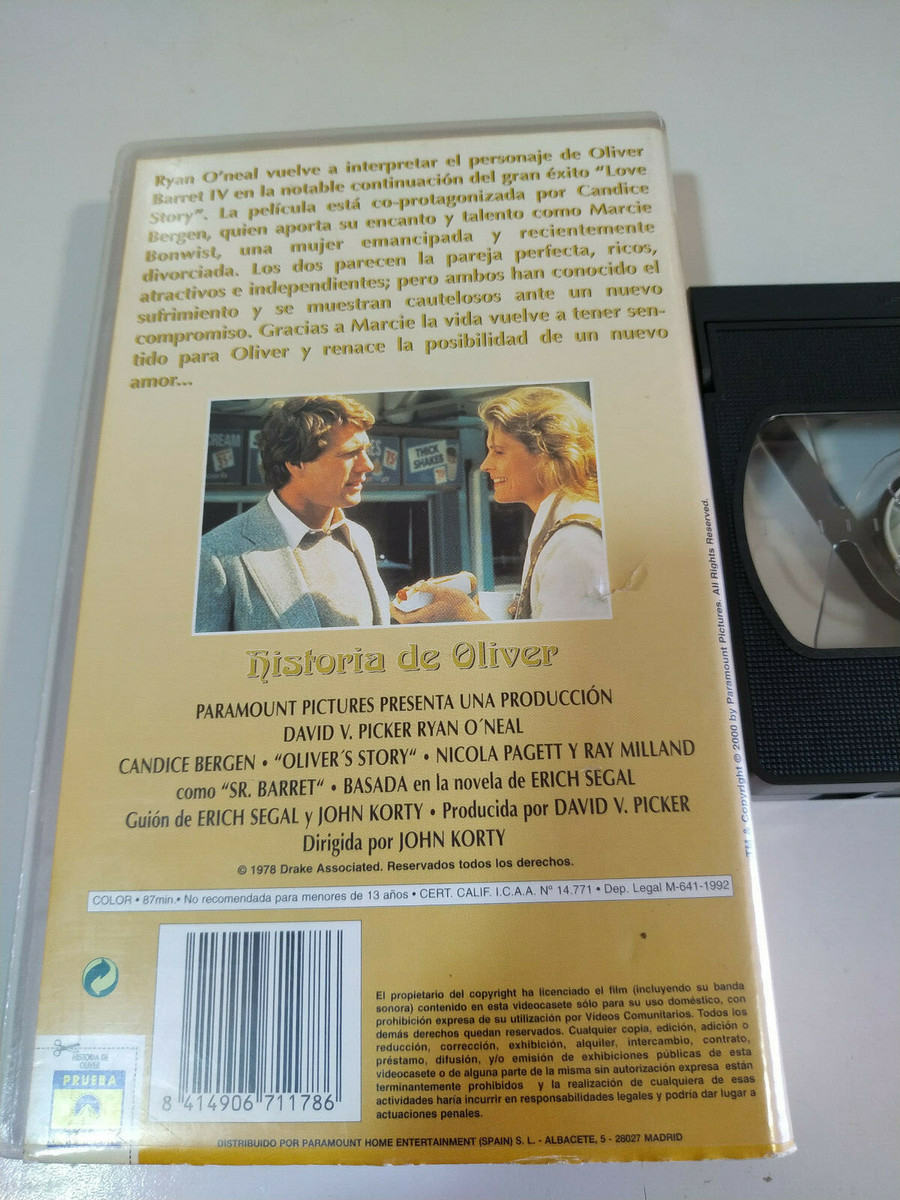 Ryan O'neal vuelve a interpretar el personaje de Oliver
Barret IV en la notable continuación del gran éxito "Love
Story". La película está co-protagonizada por Candice
Bergen, quien aporta su encanto y talento como Marcie
Bonwist, una mujer emancipada y recientemente
divorciada. Los dos parecen la pareja perfecta, ricos,
atractivos e independientes; pero ambos han conocido el
sufrimiento y se muestran cautelosos ante un nuevo
compromiso. Gracias a Marcie la vida vuelve a tener sen-
tido para Oliver y renace la posibilidad de un nuevo
amor...
THICK
SHAKES
historia de Oliver
PARAMOUNT PICTURES PRESENTA UNA PRODUCCIÓN
DAVID V. PICKER RYAN O´NEAL
CANDICE BERGEN • "OLIVER´S STORY" • NICOLA PAGETT Y RAY MILLAND
como "SR. BARRET" • BASADA en la novela de ERICH SEGAL
Guión de ERICH SEGAL y JOHN KORTY • Producida por DAVID V. PICKER
Dirigida por JOHN KORTY
© 1978 Drake Associated. Reservados todos los derechos.
COLOR • 87min.• No recomendada para menores de 13 años • CERT. CALIF. I.C.A.A. Nº 14.771 • Dep. Legal M-641-1992
El propietario del copyright ha licenciado el film (incluyendo su banda
sonora) contenido en esta videocasete sólo para su uso doméstico, con
prohibición expresa de su utilización por Vídeos Comunitarios. Todos los
demás derechos quedan reservados. Cualquier copia, edición, adición o
reducción, corrección, exhibición, alquiler, intercambio, contrato,
préstamo, difusión, y/o emisión de exhibiciones públicas de esta
videocasete o de alguna parte de la misma sin autorización expresa están
terminantemente prohibidos y la realización de cualquiera de esas
actividades haría incurrir en responsabilidades legales y podría dar lugar a
actuaciones penales.
HISTORIA DE
OLIVER
PRUEBA
8 414906 711786
DISTRIBUIDO POR PARAMOUNT HOME ENTERTAINMENT (SPAIN) S. L. - ALBACETE, 5 - 28027 MADRID
TM & Copyright © 2000 by Paramount Pictures. All Rights Reserved.